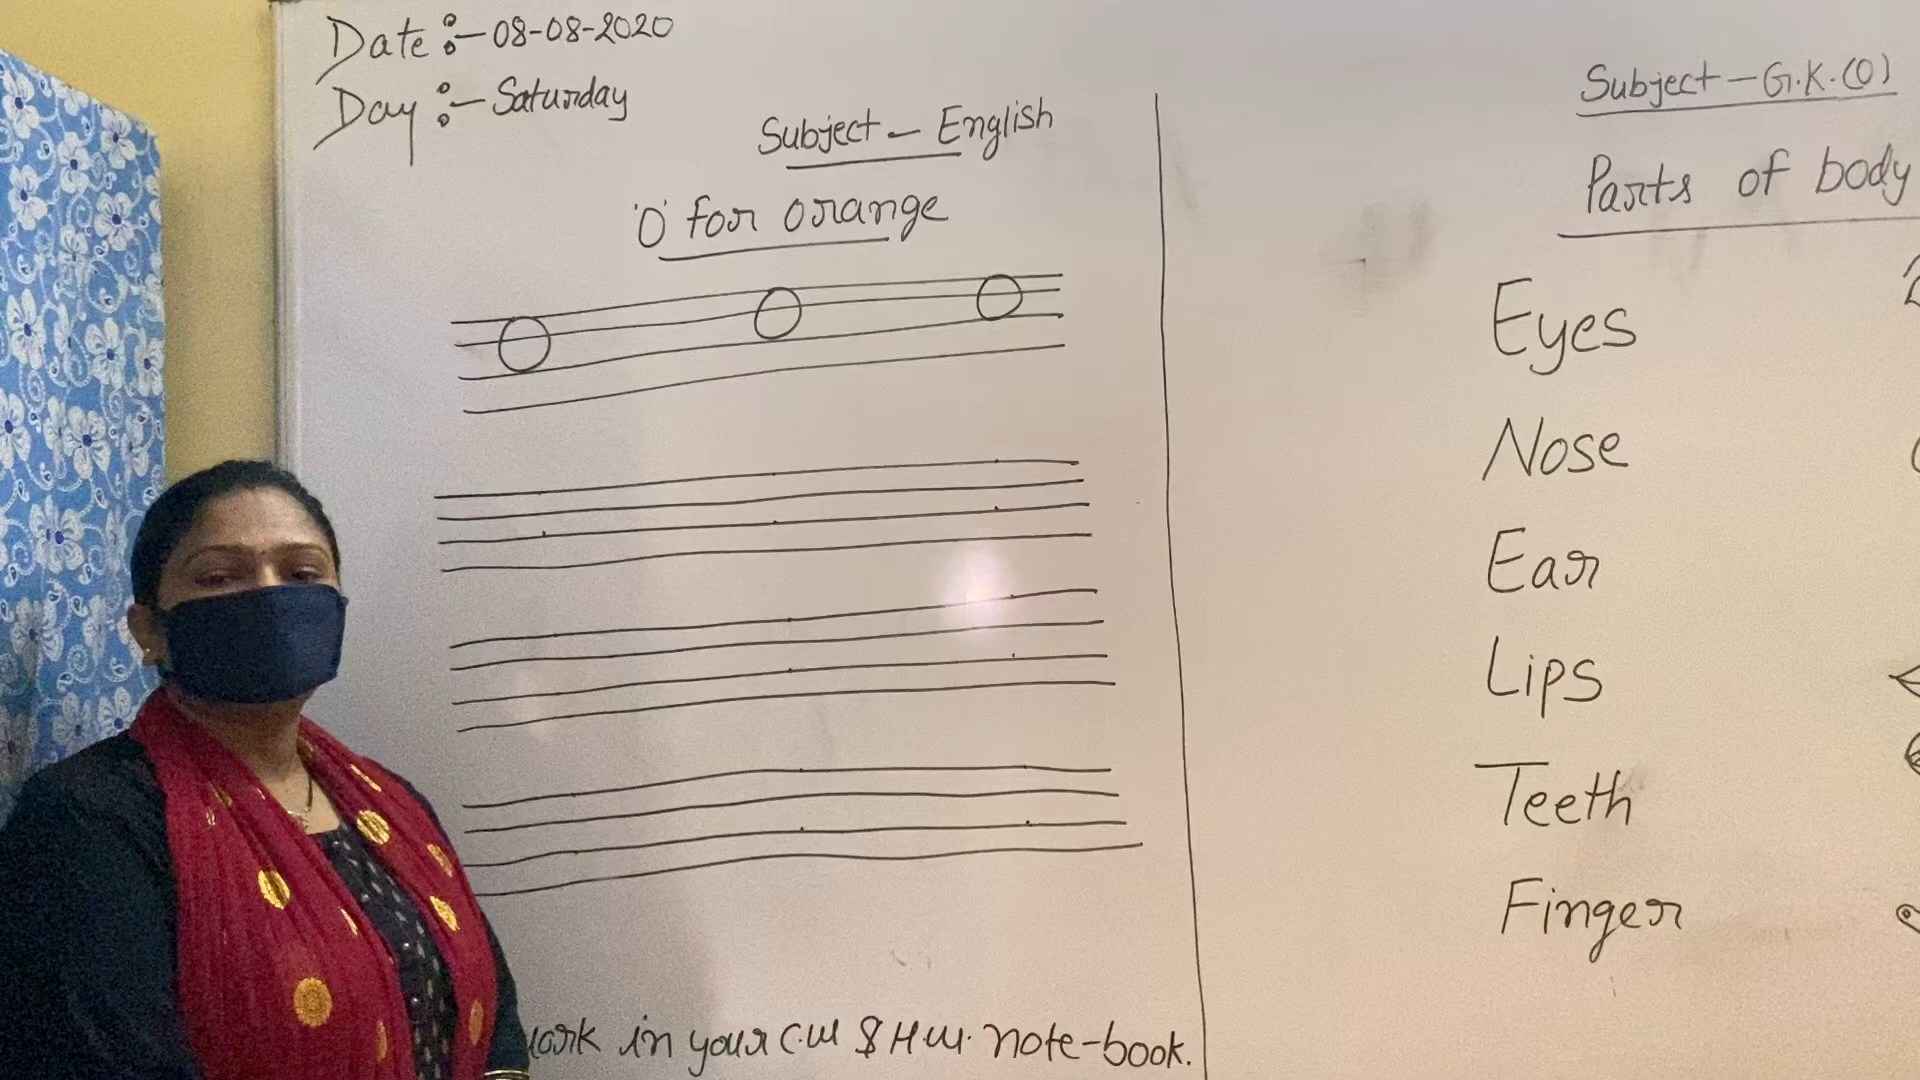 Date :- 08-08-2020
Day :- Saturday
Subject - English
'O' for orange
O O O
work in your C.W $ H.W. note-book.
Subject - G.K.(O)
Parts of body
Eyes
Nose
Ear
Lips
Teeth
Finger